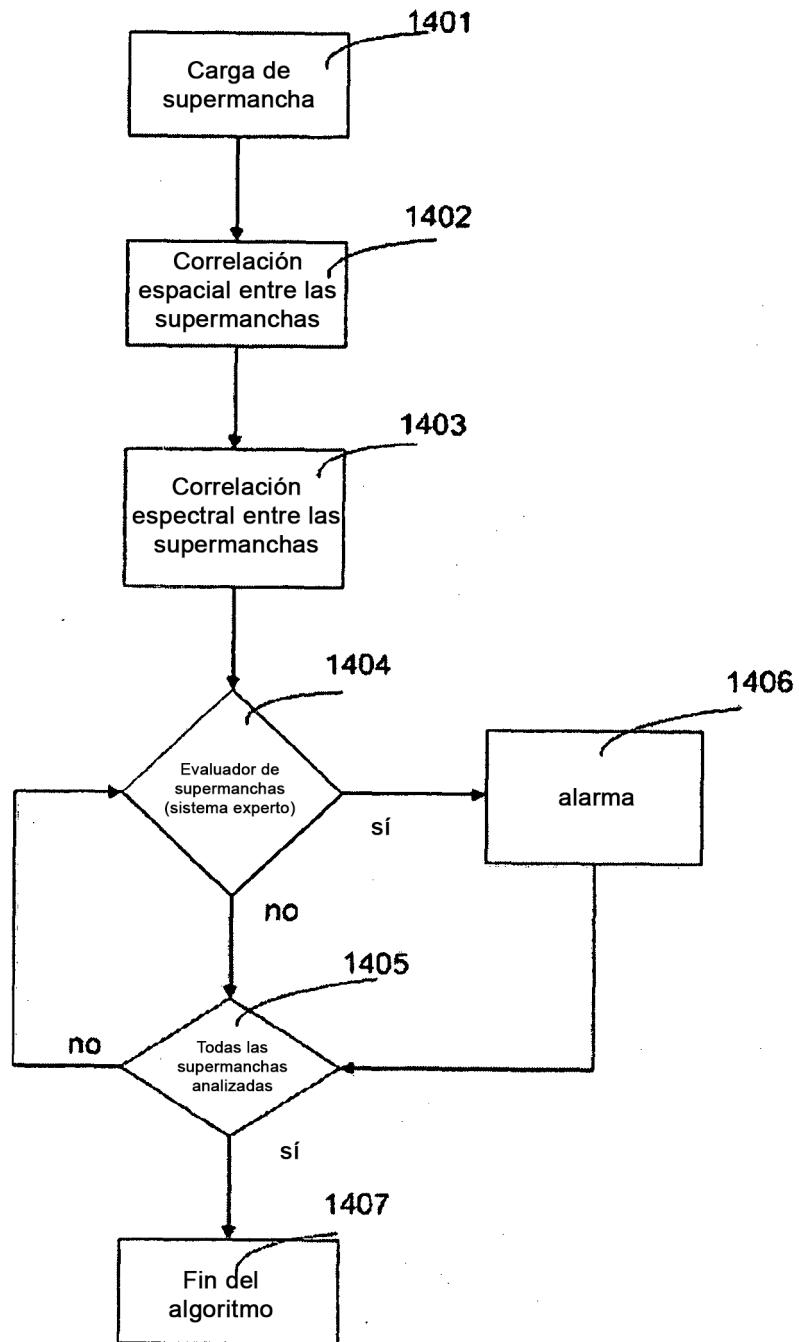 1401
Carga de
supermancha
1402
Correlación
espacial entre las
supermanchas
1403
Correlación
espectral entre las
supermanchas
1404
Evaluador de
supermanchas
(sistema experto)
sí
1406
alarma
no
1405
Todas las
supermanchas
analizadas
no
sí
1407
Fin del
algoritmo